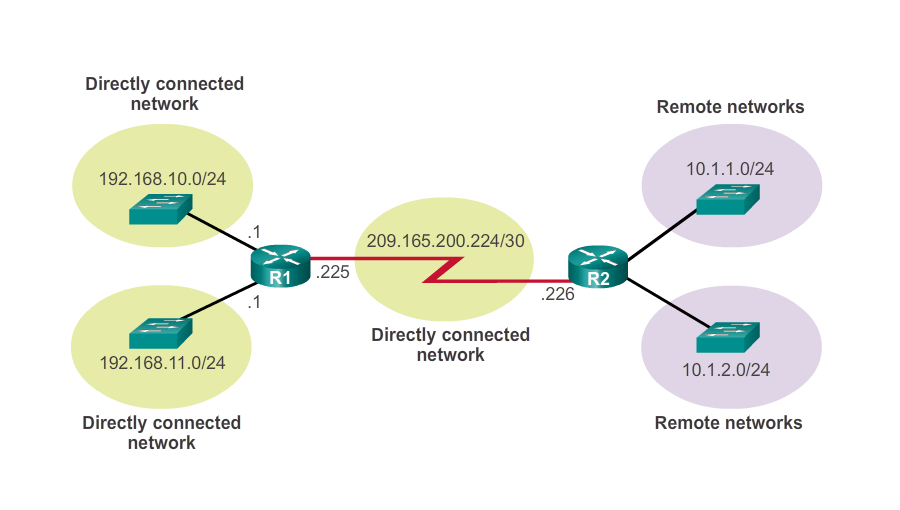 Directly connected
network
192.168.10.0/24
.1
R1
.1
192.168.11.0/24
Directly connected
network
209.165.200.224/30
.225
.226
Directly connected
network
R2
Remote networks
10.1.1.0/24
10.1.2.0/24
Remote networks